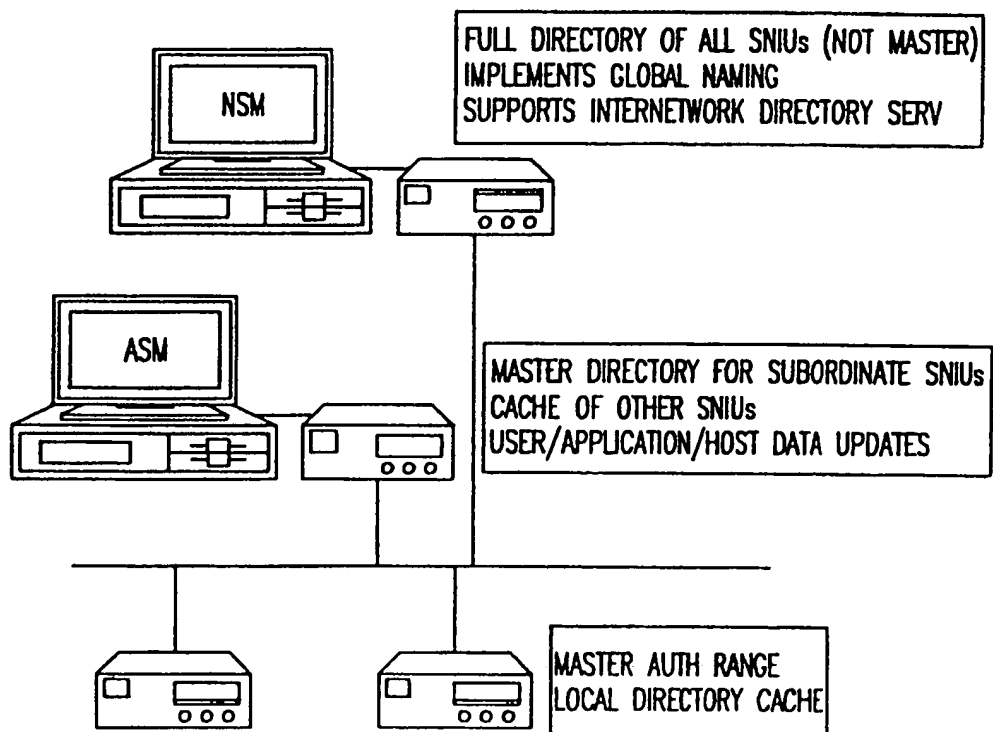 FULL DIRECTORY OF ALL SNIUs (NOT MASTER)
IMPLEMENTS GLOBAL NAMING
SUPPORTS INTERNETWORK DIRECTORY SERV
NSM
ASM
MASTER DIRECTORY FOR SUBORDINATE SNIUs
CACHE OF OTHER SNIUs
USER/APPLICATION/HOST DATA UPDATES
MASTER AUTH RANGE
LOCAL DIRECTORY CACHE